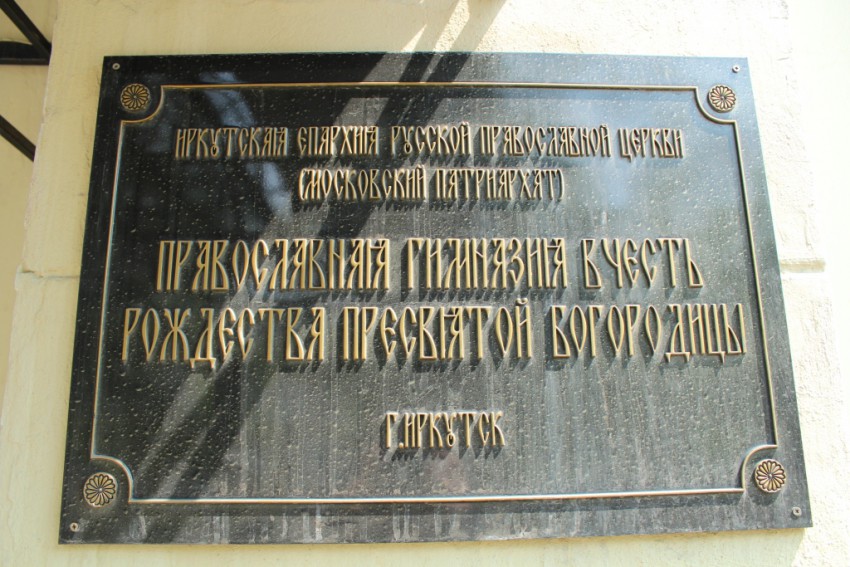 ИРКУТСКАЯ ЕПАРХИЯ РУССКОЙ ПРАВОСЛАВНОЙ ЦЕРКВИ
(МОСКОВСКИЙ ПАТРИАРХАТ)
ПРАВОСЛАВНАЯ ГИМНАЗИЯ В ЧЕСТЬ
РОЖДЕСТВА ПРЕСВЯТОЙ БОГОРОДИЦЫ
Г.ИРКУТСК